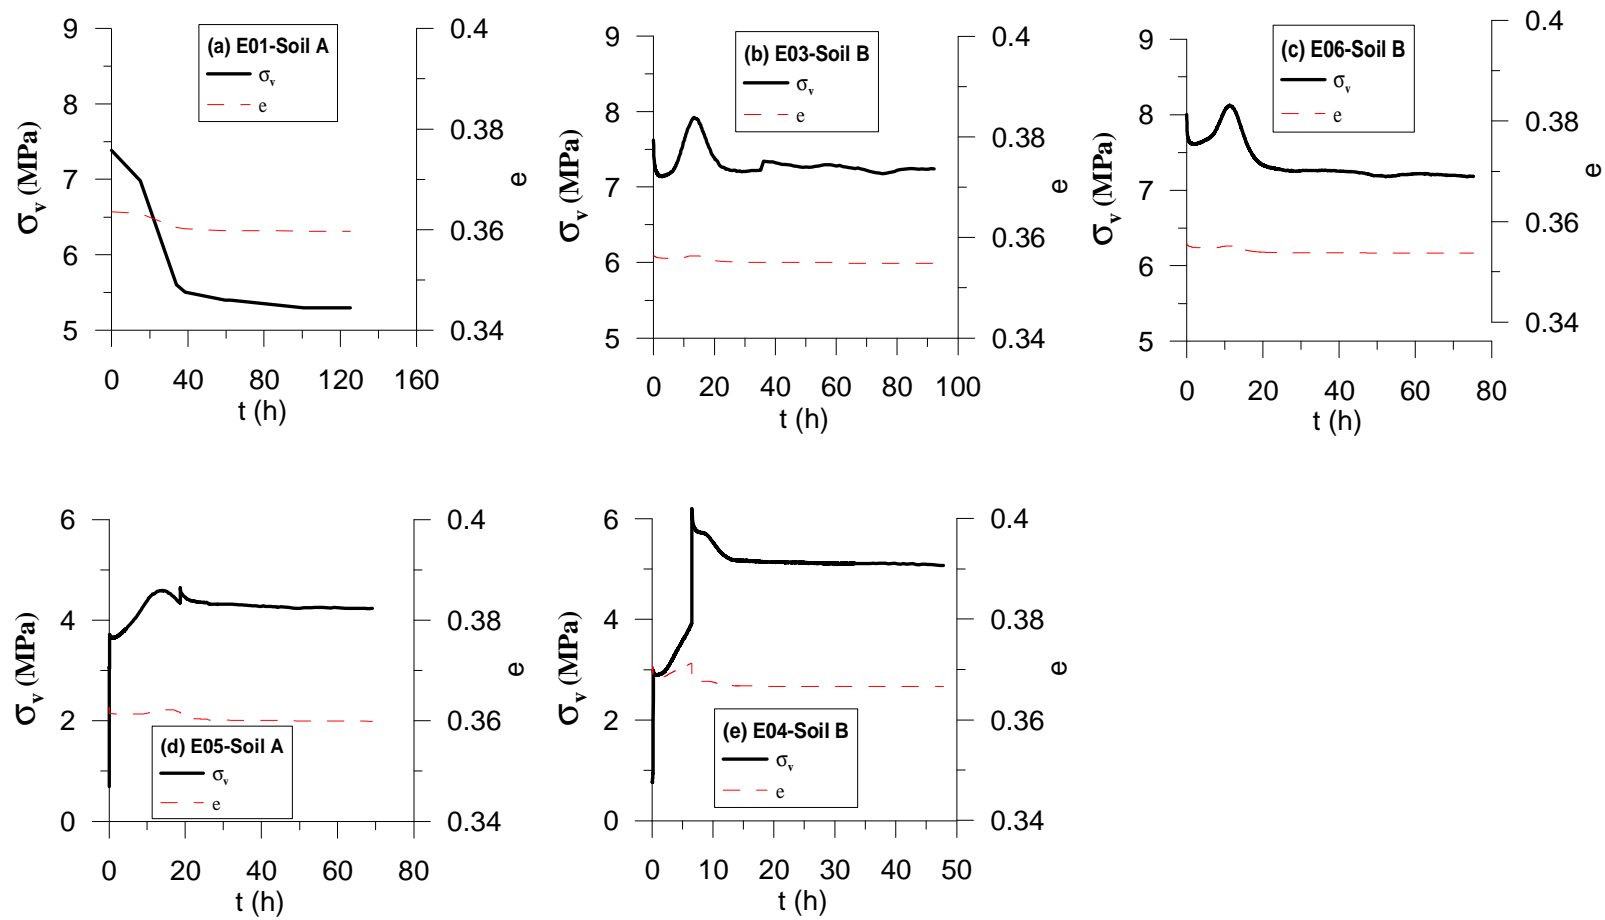 (a) E01-Soil A
σv
e
9
8
7
6
5
σv (MPa)
0.4
0.38
0.36
0.34
e
0 40 80 120 160
t (h)
(b) E03-Soil B
σv
e
9
8
7
6
5
σv (MPa)
0.4
0.38
0.36
0.34
e
0 20 40 60 80 100
t (h)
(c) E06-Soil B
σv
e
9
8
7
6
5
σv (MPa)
0.4
0.38
0.36
0.34
e
0 20 40 60 80
t (h)
(d) E05-Soil A
σv
e
6
4
2
0
σv (MPa)
0.4
0.38
0.36
0.34
e
0 20 40 60 80
t (h)
(e) E04-Soil B
σv
e
6
4
2
0
σv (MPa)
0.4
0.38
0.36
0.34
e
0 10 20 30 40 50
t (h)